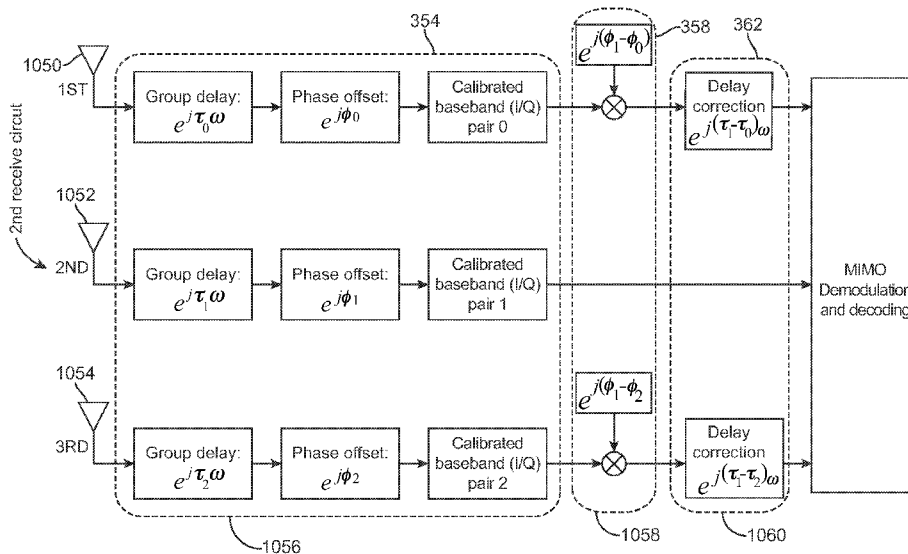 354
358
362
1050
1ST
Group delay:
e^jτ₀ω
Phase offset:
e^jϕ₀
Calibrated
baseband (I/Q)
pair 0
e^j(ϕ₁-ϕ₀)
Delay
correction
e^j(τ₁-τ₀)ω
2nd receive circuit
1052
2ND
Group delay:
e^jτ₁ω
Phase offset:
e^jϕ₁
Calibrated
baseband (I/Q)
pair 1
MIMO
Demodulation
and decoding
1054
3RD
Group delay:
e^jτ₂ω
Phase offset:
e^jϕ₂
Calibrated
baseband (I/Q)
pair 2
e^j(ϕ₁-ϕ₂
Delay
correction
e^j(τ₁-τ₂)ω
1056
1058
1060